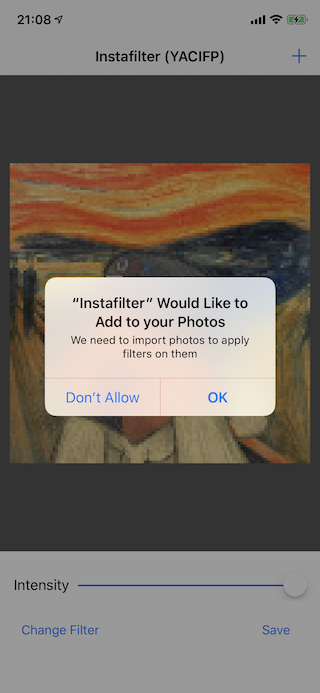 21:08
Instafilter (YACIFP)
“Instafilter” Would Like to
Add to your Photos
We need to import photos to apply
filters on them
Don’t Allow OK
Intensity
Change Filter Save